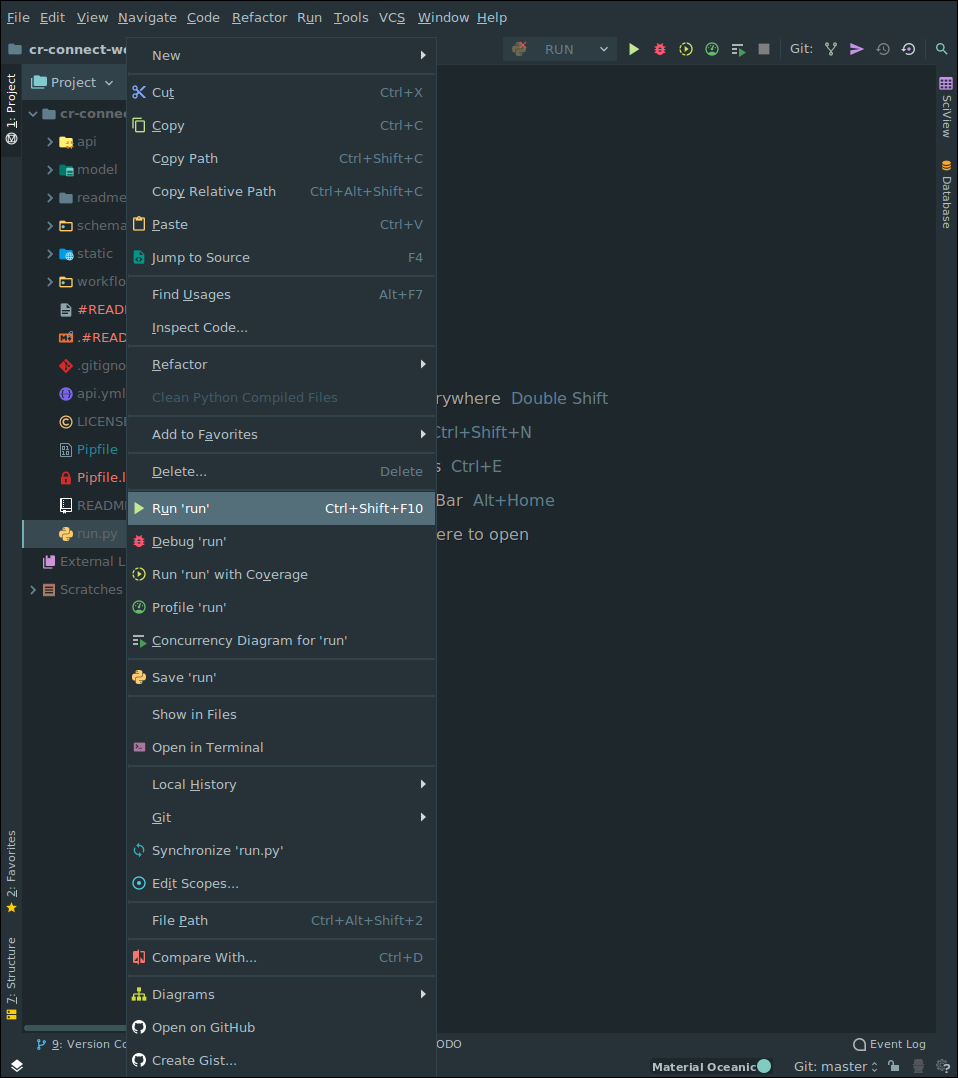 File Edit View Navigate Code Refactor Run Tools VCS Window Help
cr-connect-wo
RUN
Git:
1: Project
Project
cr-connec
api
model
readme
schema
static
workflo
#READ
.#READ
.gitigno
api.yml
LICENSE
Pipfile
Pipfile.l
README
run.py
External L
Scratches
2: Favorites
7: Structure
New
Cut Ctrl+X
Copy Ctrl+C
Copy Path Ctrl+Shift+C
Copy Relative Path Ctrl+Alt+Shift+C
Paste Ctrl+V
Jump to Source F4
Find Usages Alt+F7
Inspect Code...
Refactor
Clean Python Compiled Files
Add to Favorites
Delete... Delete
Run 'run' Ctrl+Shift+F10
Debug 'run'
Run 'run' with Coverage
Profile 'run'
Concurrency Diagram for 'run'
Save 'run'
Show in Files
Open in Terminal
Local History
Git
Synchronize 'run.py'
Edit Scopes...
File Path Ctrl+Alt+Shift+2
Compare With... Ctrl+D
Diagrams
Open on GitHub
Create Gist...
rywhere Double Shift
Ctrl+Shift+N
s Ctrl+E
Bar Alt+Home
ere to open
SciView
Database
9: Version Co
ODO
Event Log
Material Oceanic
Git: master